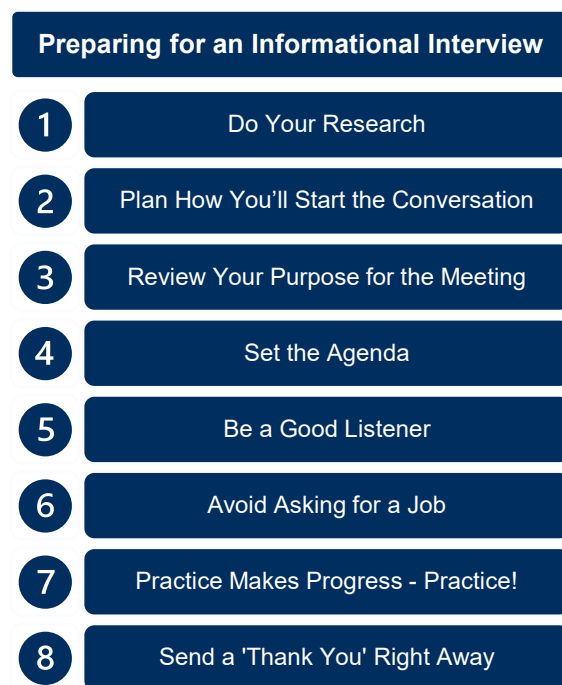 Preparing for an Informational Interview
1 Do Your Research
2 Plan How You’ll Start the Conversation
3 Review Your Purpose for the Meeting
4 Set the Agenda
5 Be a Good Listener
6 Avoid Asking for a Job
7 Practice Makes Progress - Practice!
8 Send a 'Thank You' Right Away